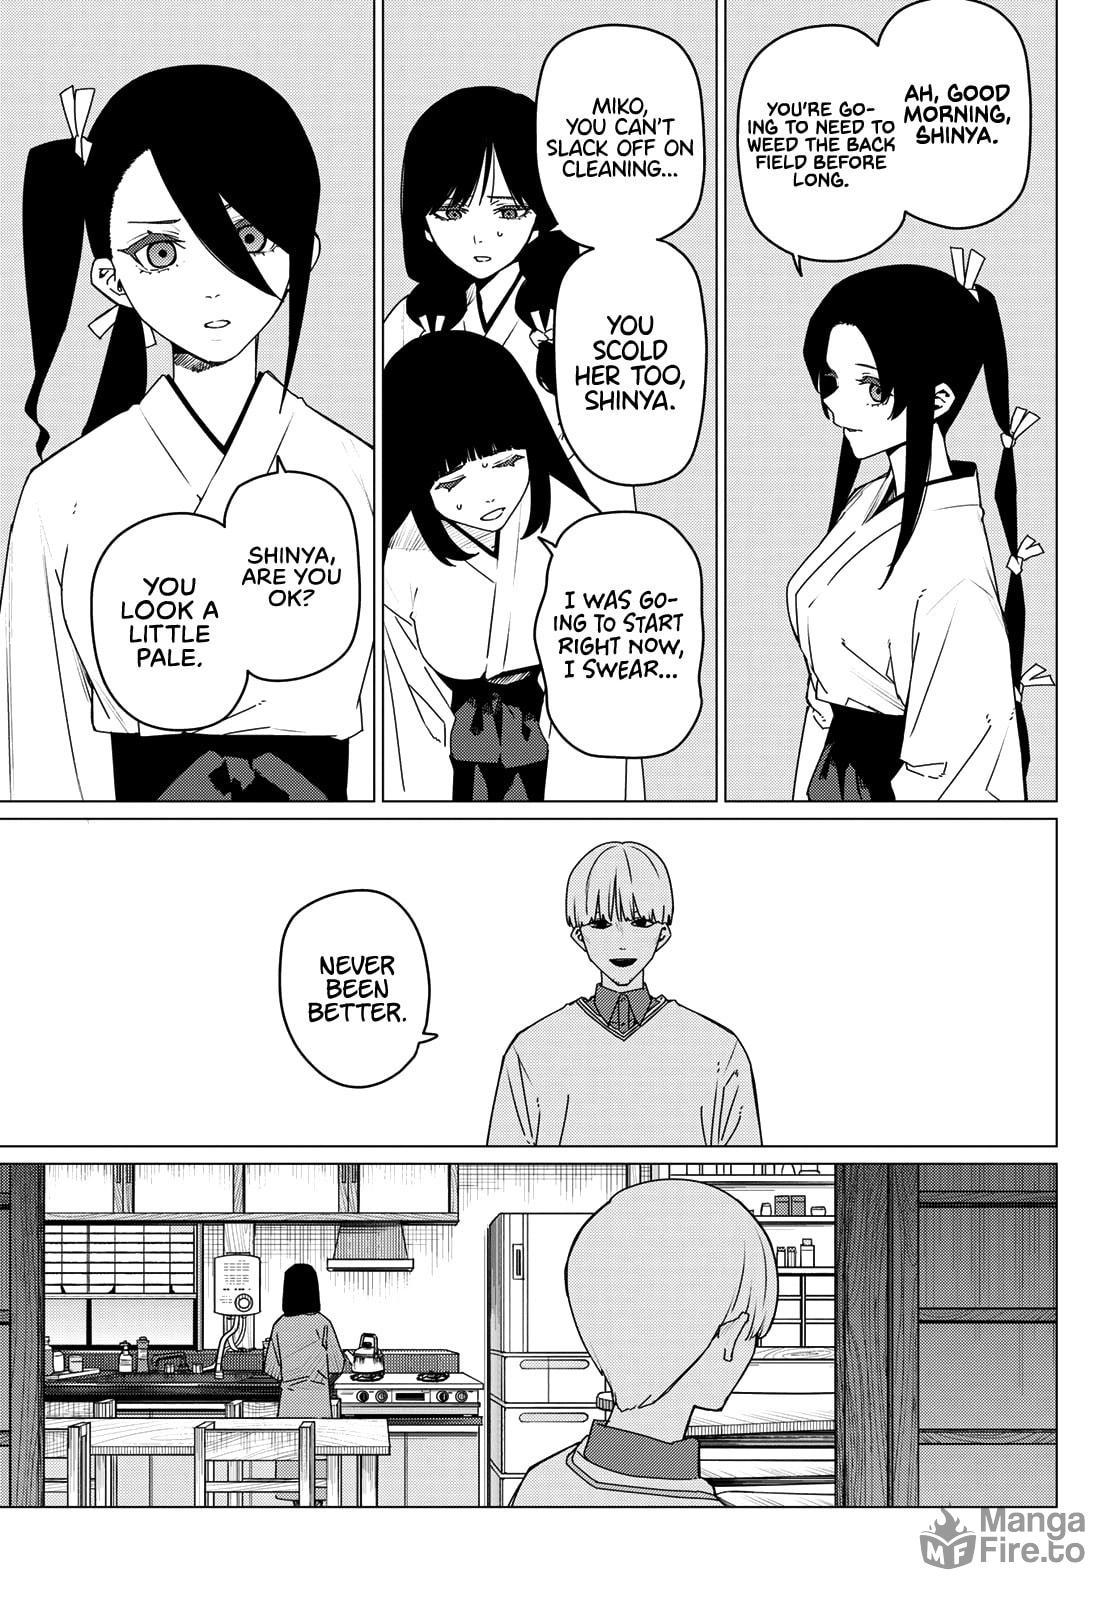 AH, GOOD
MORNING,
SHINYA.
YOU'RE GO-
ING TO NEED TO
WEED THE BACK
FIELD BEFORE
LONG.
MIKO,
YOU CAN'T
SLACK OFF ON
CLEANING...
YOU
SCOLD
HER TOO,
SHINYA.
I WAS GO-
ING TO START
RIGHT NOW,
I SWEAR...
SHINYA,
ARE YOU
OK?
YOU
LOOK A
LITTLE
PALE.
NEVER
BEEN
BETTER.
MF
Manga
Fire.to